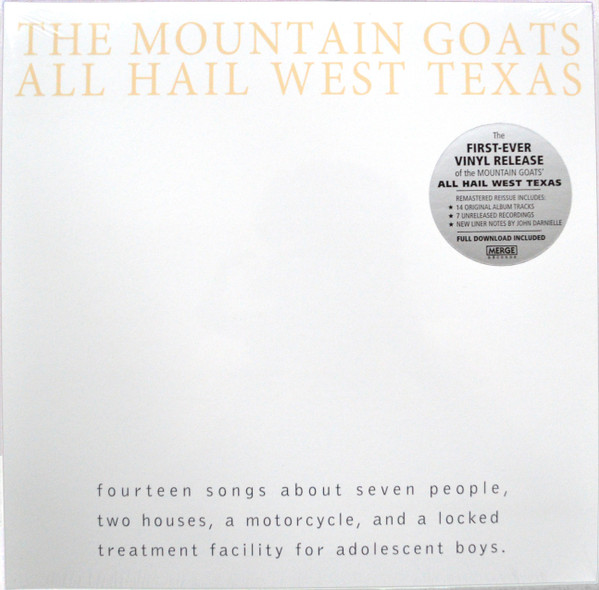 THE MOUNTAIN GOATS
ALL HAIL WEST TEXAS
The
FIRST-EVER
VINYL RELEASE
of the MOUNTAIN GOATS'
ALL HAIL WEST TEXAS
REMASTERED REISSUE INCLUDES:
★ 14 ORIGINAL ALBUM TRACKS
★ 7 UNRELEASED RECORDINGS
★ NEW LINER NOTES BY JOHN DARNIELLE
FULL DOWNLOAD INCLUDED
MERGE
RECORDS
fourteen songs about seven people,
two houses, a motorcycle, and a locked
treatment facility for adolescent boys.